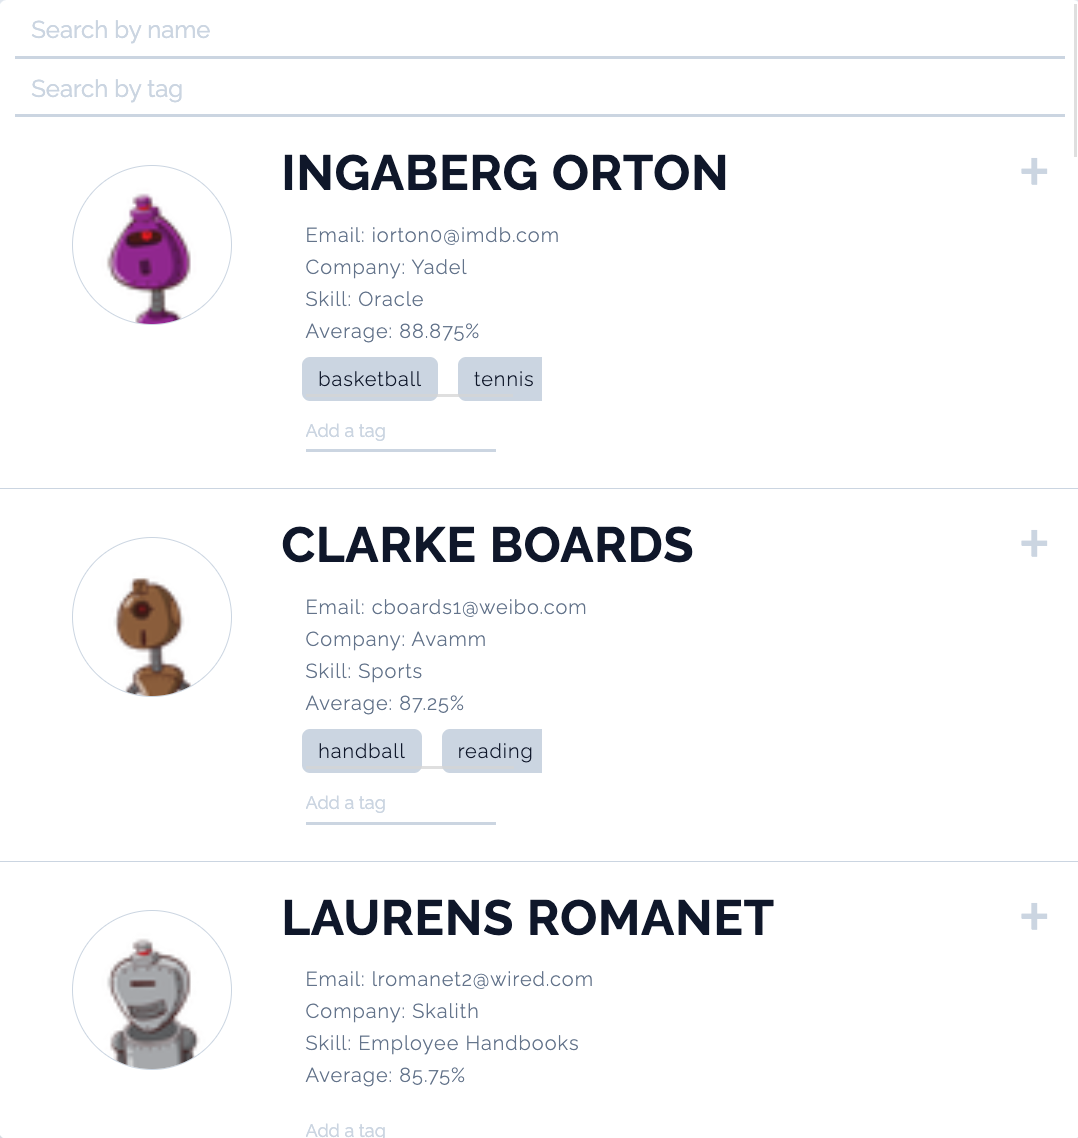 Search by name
Search by tag
INGABERG ORTON
+
Email: iorton0@imdb.com
Company: Yadel
Skill: Oracle
Average: 88.875%
basketball tennis
Add a tag
CLARKE BOARDS
+
Email: cboards1@weibo.com
Company: Avamm
Skill: Sports
Average: 87.25%
handball reading
Add a tag
LAURENS ROMANET
+
Email: lromanet2@wired.com
Company: Skalith
Skill: Employee Handbooks
Average: 85.75%
Add a tag